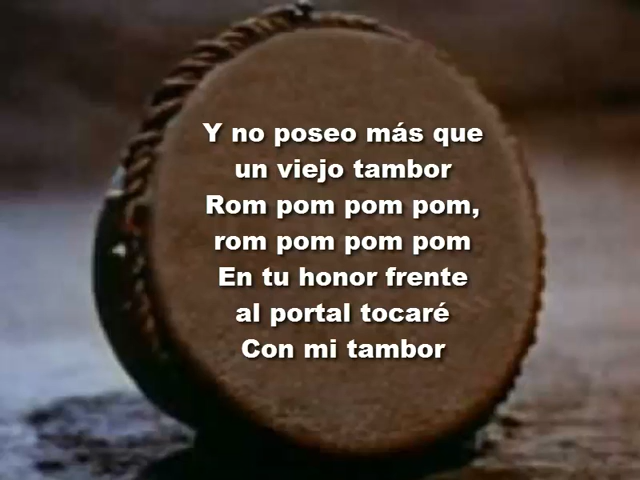 Y no poseo más que
un viejo tambor
Rom pom pom pom,
rom pom pom pom
En tu honor frente
al portal tocaré
Con mi tambor